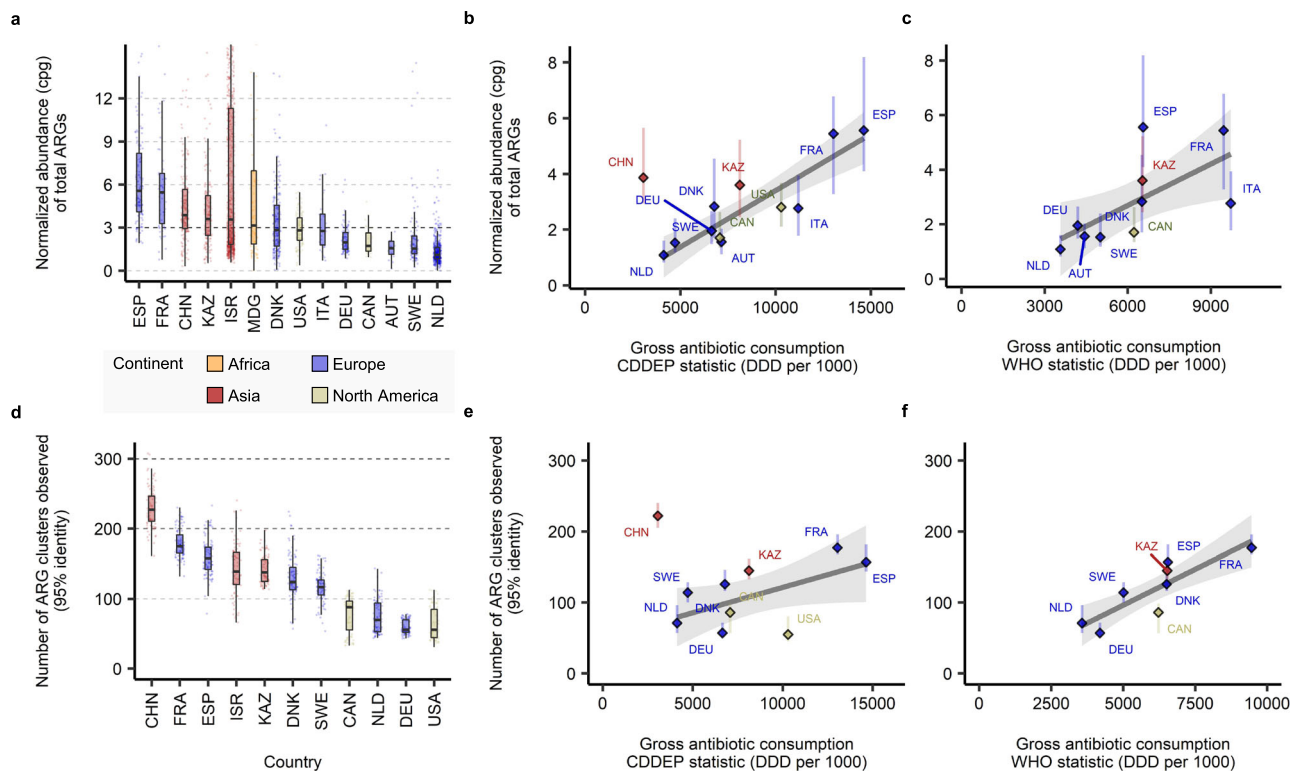 a
Normalized abundance (cpg)
of total ARGs
12
9
6
3
0
ESP
FRA
CHN
KAZ
ISR
MDG
DNK
USA
ITA
DEU
CAN
AUT
SWE
NLD
b
Normalized abundance (cpg)
of total ARGs
8
6
4
2
0
CHN
DEU
DNK
KAZ
FRA
ESP
USA
CAN
SWE
ITA
NLD
AUT
0
5000
10000
15000
Gross antibiotic consumption
CDDEP statistic (DDD per 1000)
c
8
6
4
2
0
ESP
FRA
KAZ
ITA
DEU
DNK
CAN
SWE
NLD
AUT
0
3000
6000
9000
Gross antibiotic consumption
WHO statistic (DDD per 1000)
Continent
Africa
Europe
Asia
North America
d
Number of ARG clusters observed
(95% identity)
300
200
100
0
CHN
FRA
ESP
ISR
KAZ
DNK
SWE
CAN
NLD
DEU
USA
Country
e
Number of ARG clusters observed
(95% identity)
300
200
100
0
CHN
FRA
KAZ
SWE
ESP
CAN
NLD
DNK
USA
DEU
0
5000
10000
15000
Gross antibiotic consumption
CDDEP statistic (DDD per 1000)
f
300
200
100
0
KAZ
ESP
SWE
FRA
NLD
DNK
CAN
DEU
0
2500
5000
7500
10000
Gross antibiotic consumption
WHO statistic (DDD per 1000)